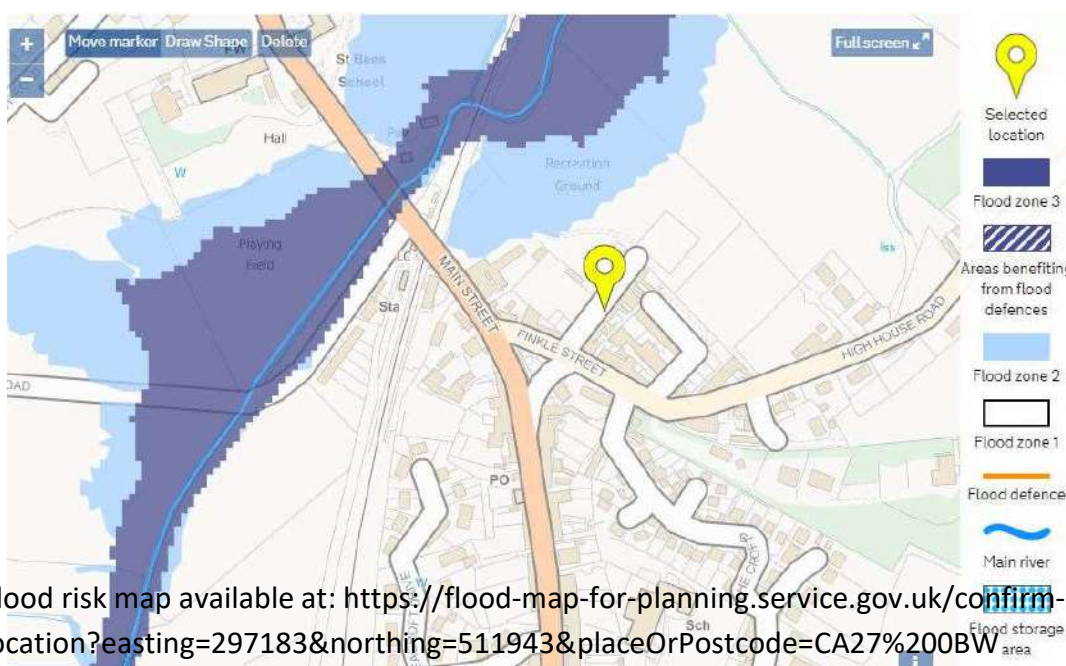 +
-
Move marker
Draw Shape
Delete
Full screen
St Bees
School
Hall
W
Recreation
Ground
Playing
Field
LC
Sta
MAIN STREET
FINKLE STREET
HIGH HOUSE ROAD
Iss
OAD
PO
W
Sch
Selected
location
Flood zone 3
Areas benefiting
from flood
defences
Flood zone 2
Flood zone 1
Flood defence
Main river
Flood storage
area
lood risk map available at: https://flood-map-for-planning.service.gov.uk/confirm-
ocation?easting=297183&northing=511943&placeOrPostcode=CA27%200BW
i